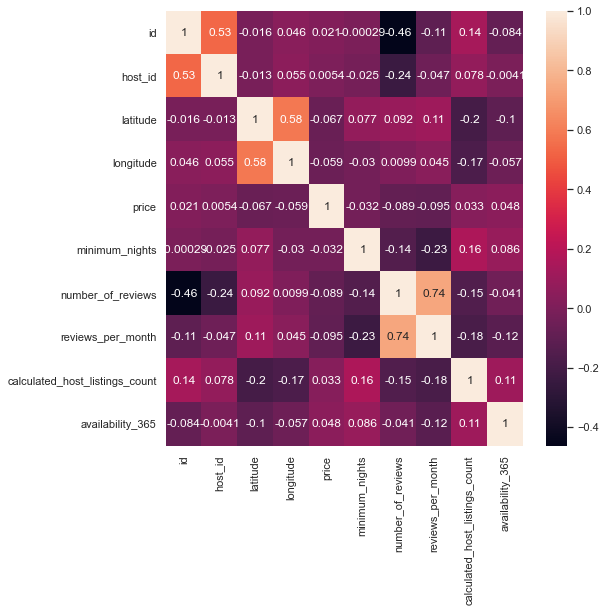 id 1 0.53 -0.016 0.046 0.021 -0.00029 -0.46 -0.11 0.14 -0.084
host_id 0.53 1 -0.013 0.055 0.0054 -0.025 -0.24 -0.047 0.078 -0.0041
latitude -0.016 -0.013 1 0.58 -0.067 0.077 0.092 0.11 -0.2 -0.1
longitude 0.046 0.055 0.58 1 -0.059 -0.03 0.0099 0.045 -0.17 -0.057
price 0.021 0.0054 -0.067 -0.059 1 -0.032 -0.089 -0.095 0.033 0.048
minimum_nights 0.00029 -0.025 0.077 -0.03 -0.032 1 -0.14 -0.23 0.16 0.086
number_of_reviews -0.46 -0.24 0.092 0.0099 -0.089 -0.14 1 0.74 -0.15 -0.041
reviews_per_month -0.11 -0.047 0.11 0.045 -0.095 -0.23 0.74 1 -0.18 -0.12
calculated_host_listings_count 0.14 0.078 -0.2 -0.17 0.033 0.16 -0.15 -0.18 1 0.11
availability_365 -0.084 -0.0041 -0.1 -0.057 0.048 0.086 -0.041 -0.12 0.11 1
id
host_id
latitude
longitude
price
minimum_nights
number_of_reviews
reviews_per_month
calculated_host_listings_count
availability_365
1.0
0.8
0.6
0.4
0.2
0.0
−0.2
−0.4